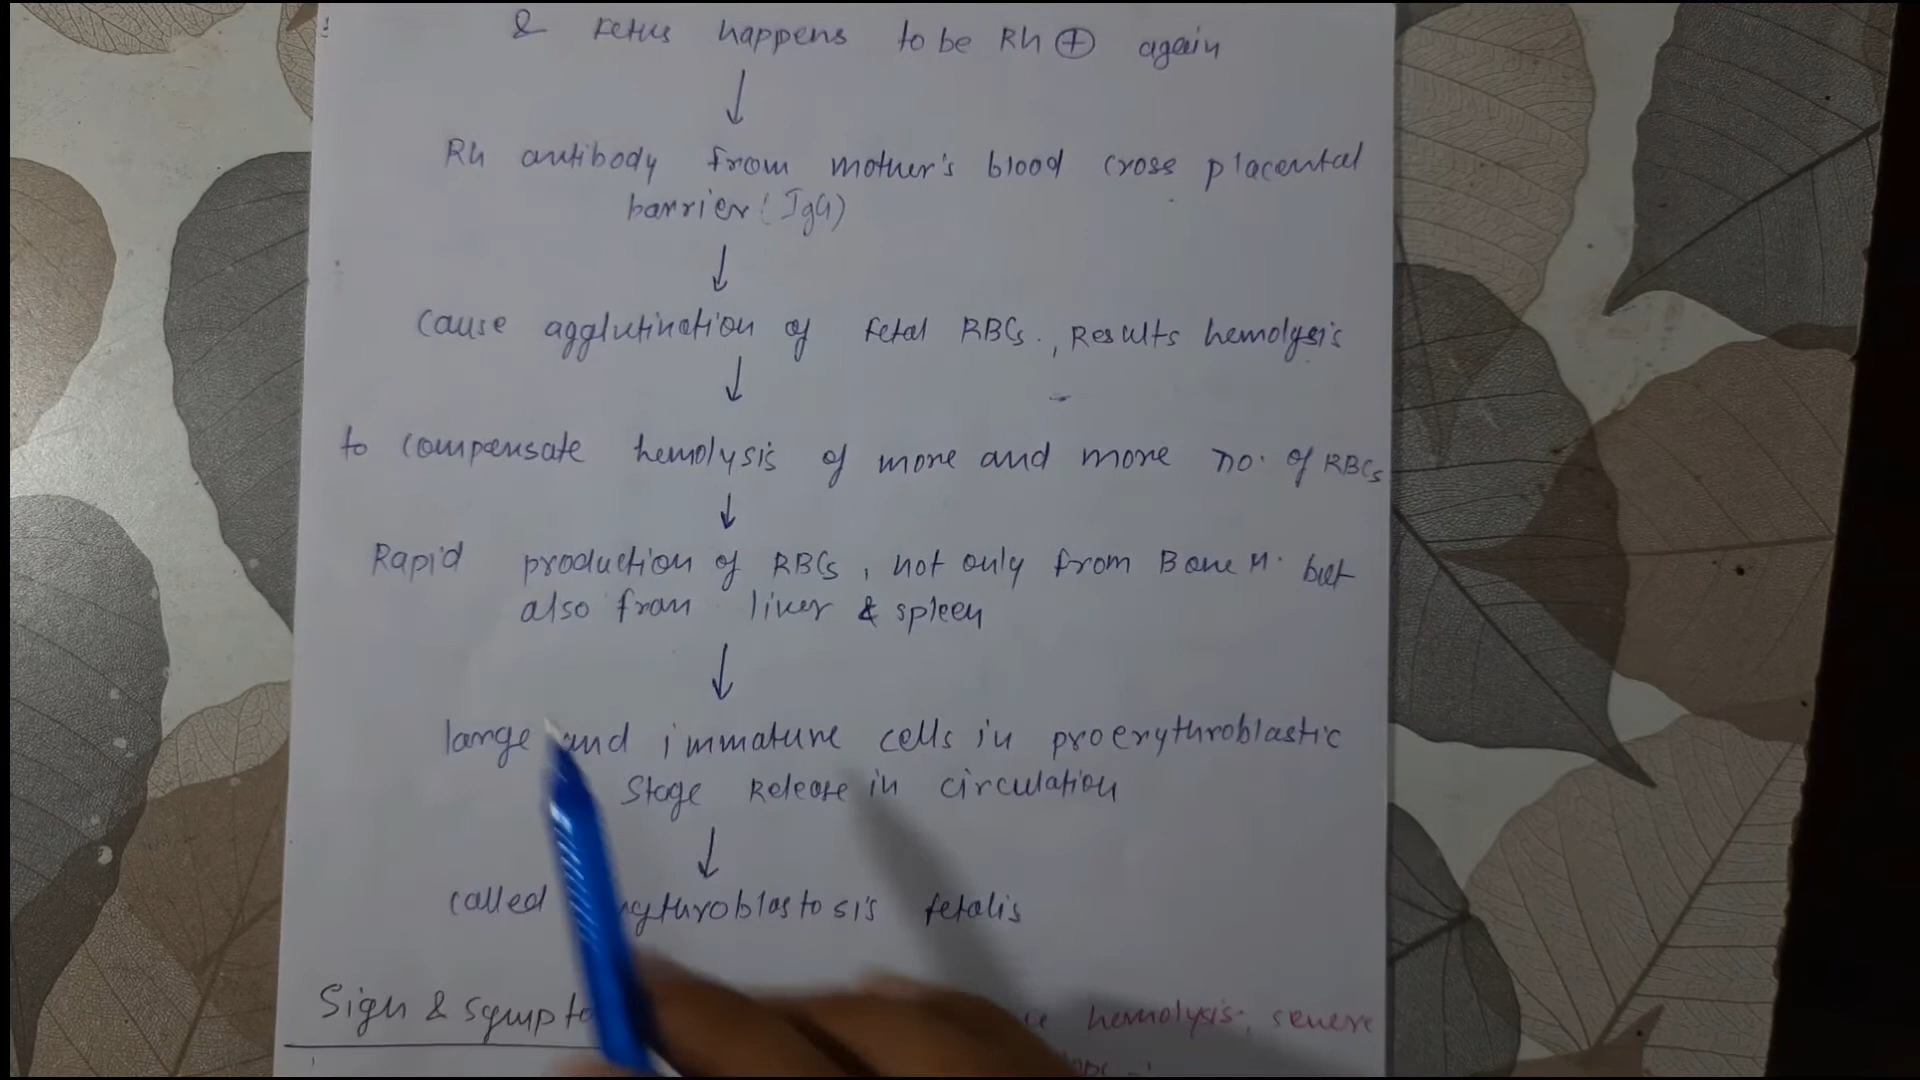 & Fetus happens to be Rh ⊕ again
↓
Rh antibody from mother's blood cross placental
barrier (IgG)
↓
cause agglutination of fetal RBCs., Results hemolysis
↓
to compensate hemolysis of more and more no. of RBCs
↓
Rapid production of RBCs, not only from Bone M. but
also from liver & spleen
↓
large and immature cells in proerythroblastic
stage Release in circulation
↓
called erythroblastosis fetalis
Sign & sympto hemolysis, severe